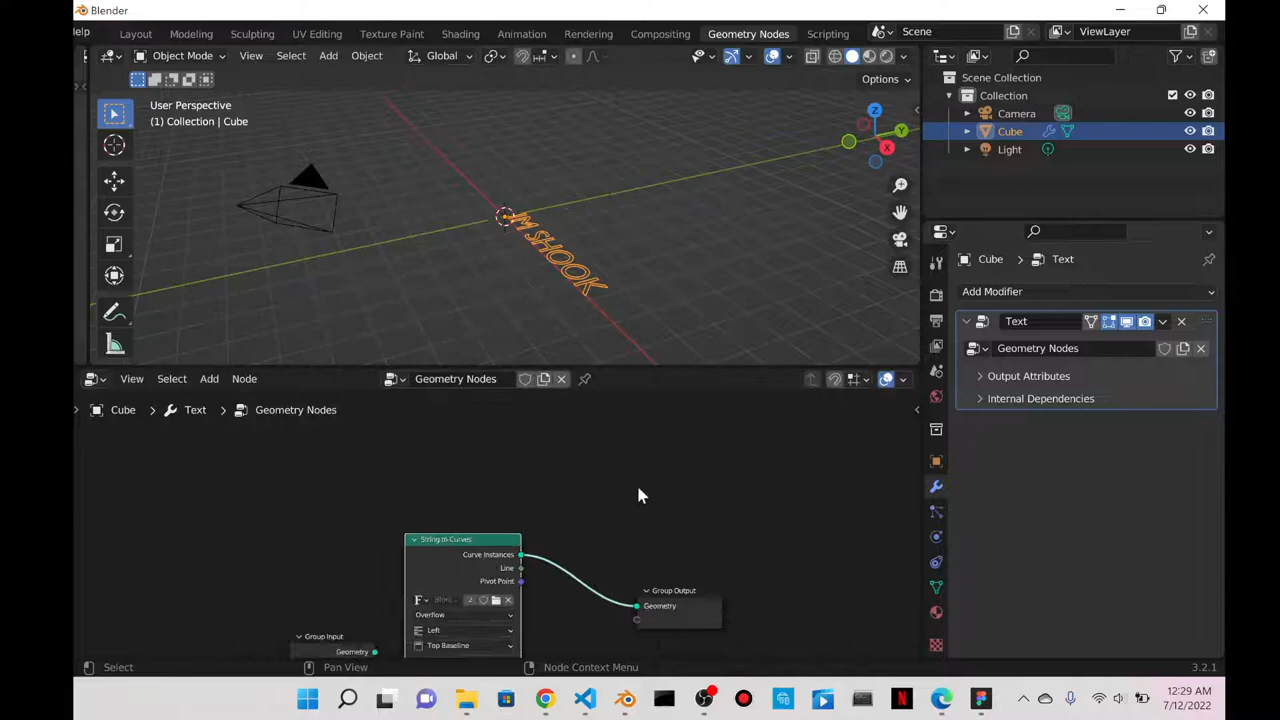 Blender
Help Layout Modeling Sculpting UV Editing Texture Paint Shading Animation Rendering Compositing Geometry Nodes Scripting Scene ViewLayer
Object Mode View Select Add Object Global
Options
User Perspective
(1) Collection | Cube
Z
Y
X
IM SHOOK
Scene Collection
Collection
Camera
Cube
Light
Cube Text
Add Modifier
Text
Geometry Nodes
Output Attributes
Internal Dependencies
View Select Add Node Geometry Nodes
Cube Text Geometry Nodes
String to Curves
Curve Instances
Line
Pivot Point
F 2
Overflow
Left
Top Baseline
Group Input
Geometry
Group Output
Geometry
Select Pan View Node Context Menu 3.2.1
N
12:29 AM
7/12/2022